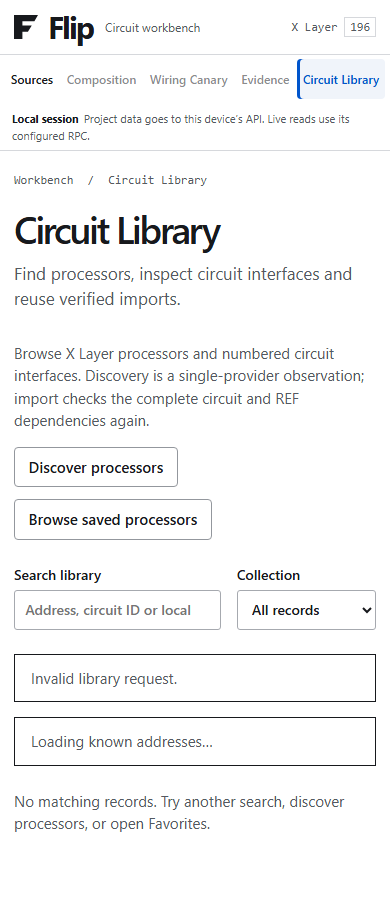 Flip Circuit workbench X Layer 196
Sources Composition Wiring Canary Evidence Circuit Library
Local session Project data goes to this device's API. Live reads use its
configured RPC.
Workbench / Circuit Library
Circuit Library
Find processors, inspect circuit interfaces and
reuse verified imports.
Browse X Layer processors and numbered circuit
interfaces. Discovery is a single-provider observation;
import checks the complete circuit and REF
dependencies again.
Discover processors
Browse saved processors
Search library Collection
Address, circuit ID or local All records
Invalid library request.
Loading known addresses...
No matching records. Try another search, discover
processors, or open Favorites.